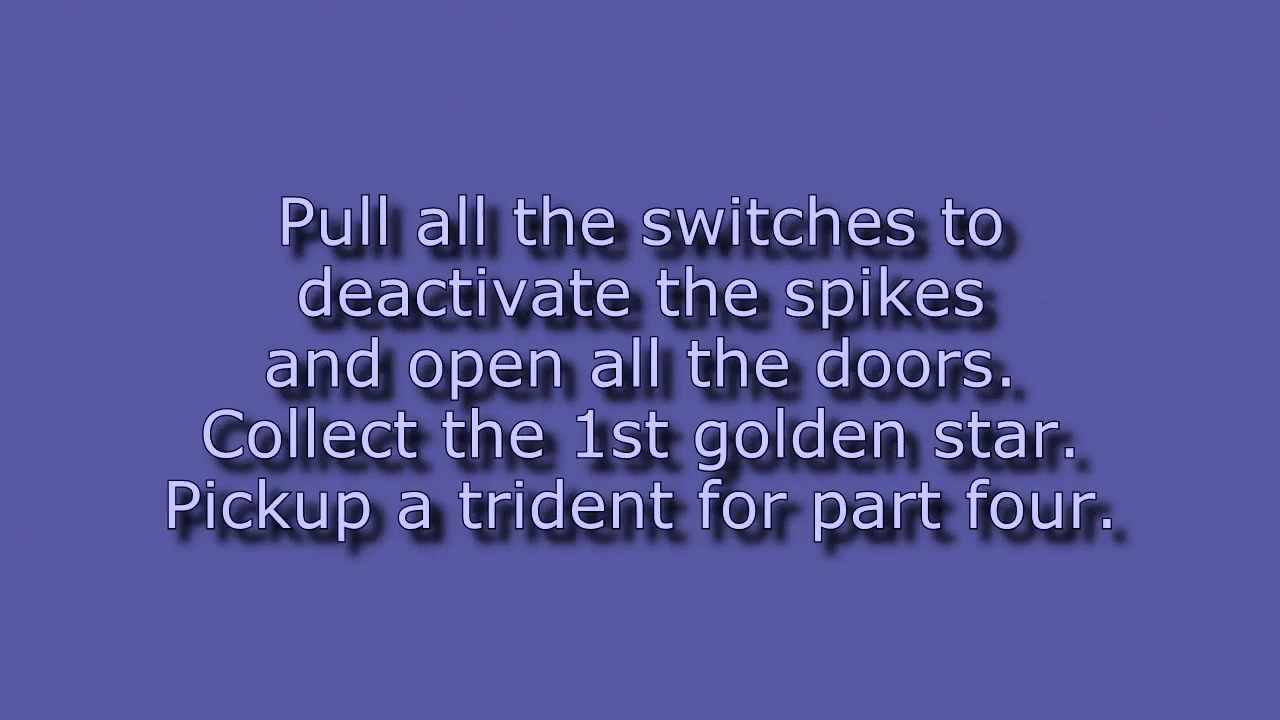 Pull all the switches to
deactivate the spikes
and open all the doors.
Collect the 1st golden star.
Pickup a trident for part four.